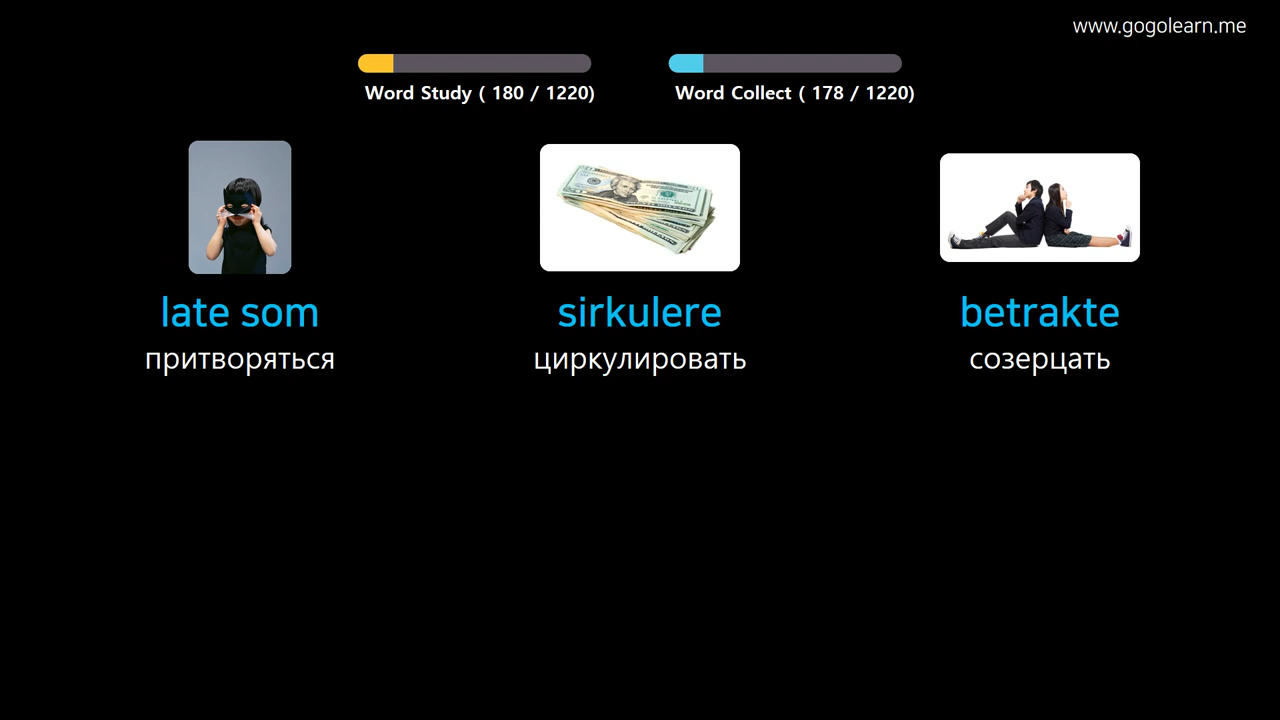 www.gogolearn.me
Word Study ( 180 / 1220)
Word Collect ( 178 / 1220)
late som
притворяться
sirkulere
циркулировать
betrakte
созерцать